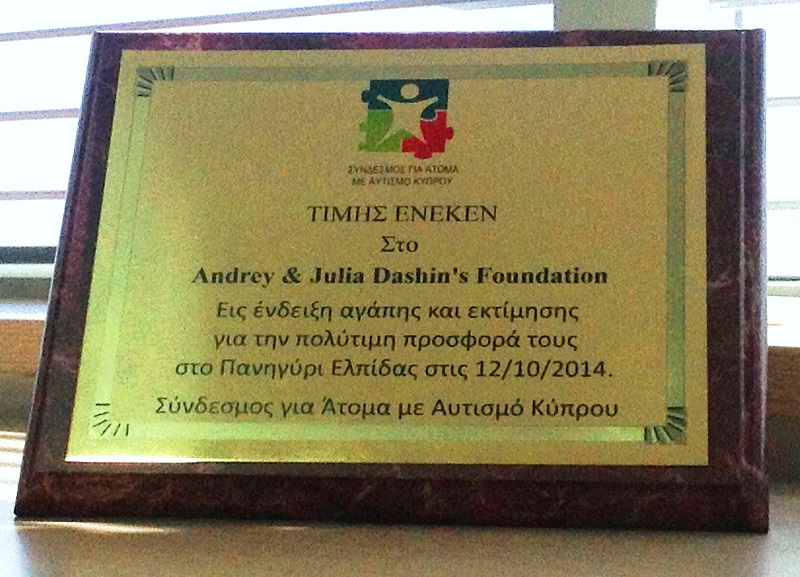 ΣΥΝΔΕΣΜΟΣ ΓΙΑ ΑΤΟΜΑ
ΜΕ ΑΥΤΙΣΜΟ ΚΥΠΡΟΥ
ΤΙΜΗΣ ΕΝΕΚΕΝ
Στο
Andrey & Julia Dashin's Foundation
Εις ένδειξη αγάπης και εκτίμησης
για την πολύτιμη προσφορά τους
στο Πανηγύρι Ελπίδας στις 12/10/2014.
Σύνδεσμος για Άτομα με Αυτισμό Κύπρου